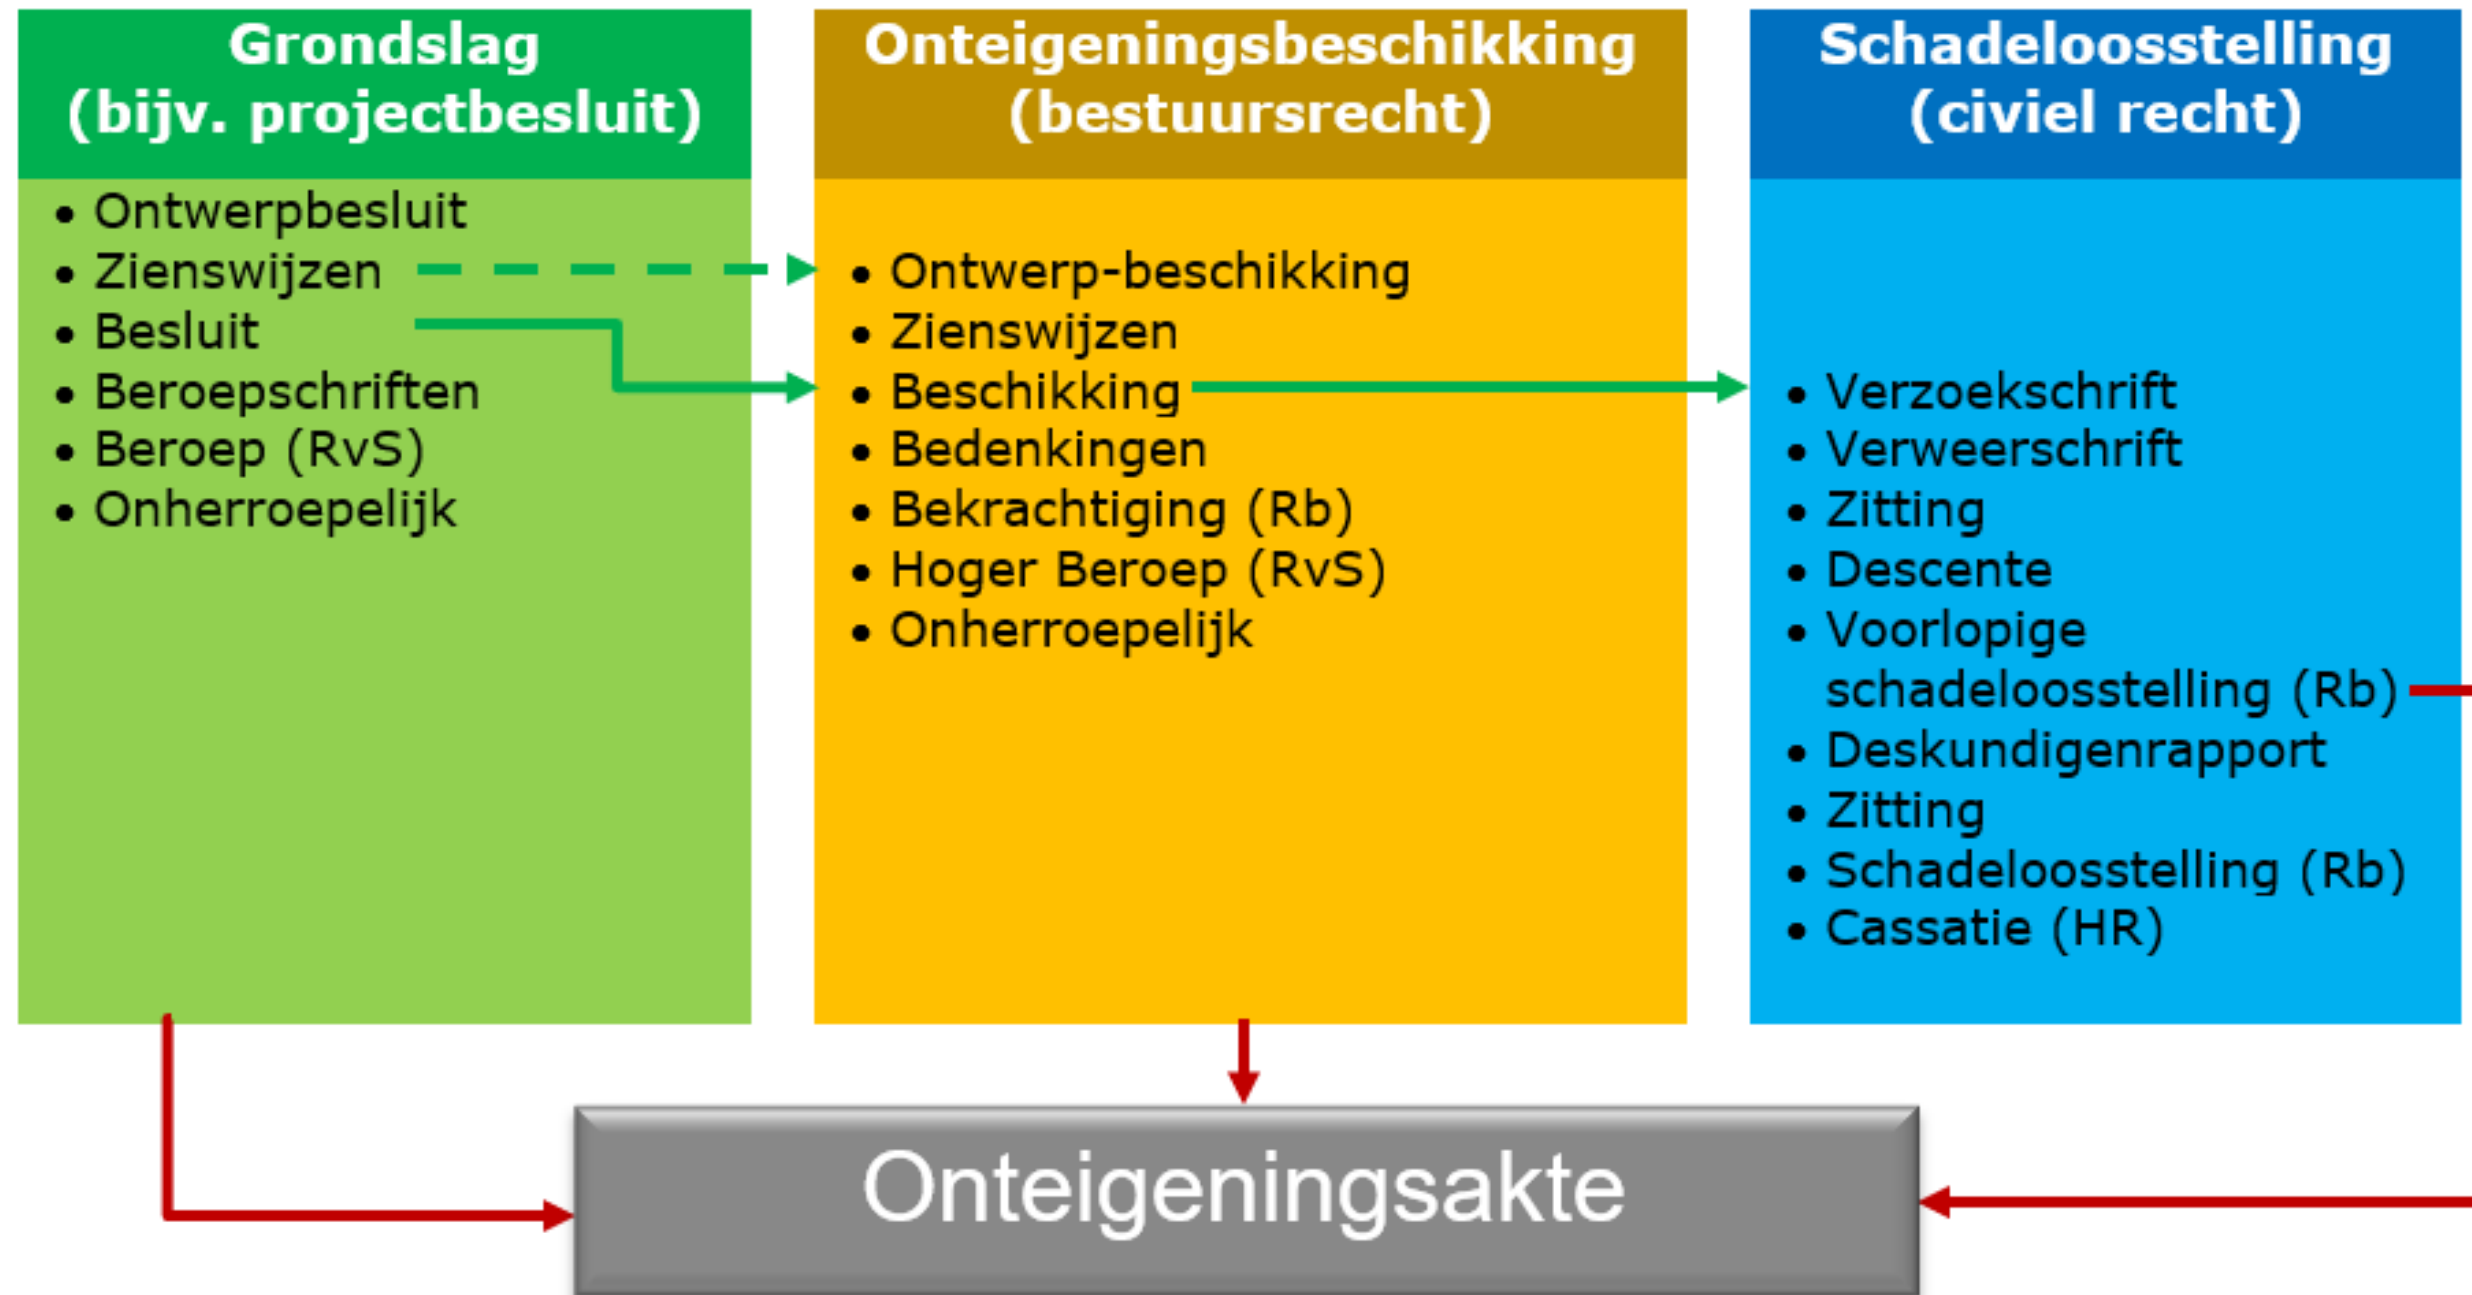 Grondslag
(bijv. projectbesluit)
• Ontwerpbesluit
• Zienswijzen
• Besluit
• Beroepschriften
• Beroep (RvS)
• Onherroepelijk
Onteigeningsbeschikking
(bestuursrecht)
• Ontwerp-beschikking
• Zienswijzen
• Beschikking
• Bedenkingen
• Bekrachtiging (Rb)
• Hoger Beroep (RvS)
• Onherroepelijk
Schadeloosstelling
(civiel recht)
• Verzoekschrift
• Verweerschrift
• Zitting
• Descente
• Voorlopige
schadeloosstelling (Rb)
• Deskundigenrapport
• Zitting
• Schadeloosstelling (Rb)
• Cassatie (HR)
Onteigeningsakte